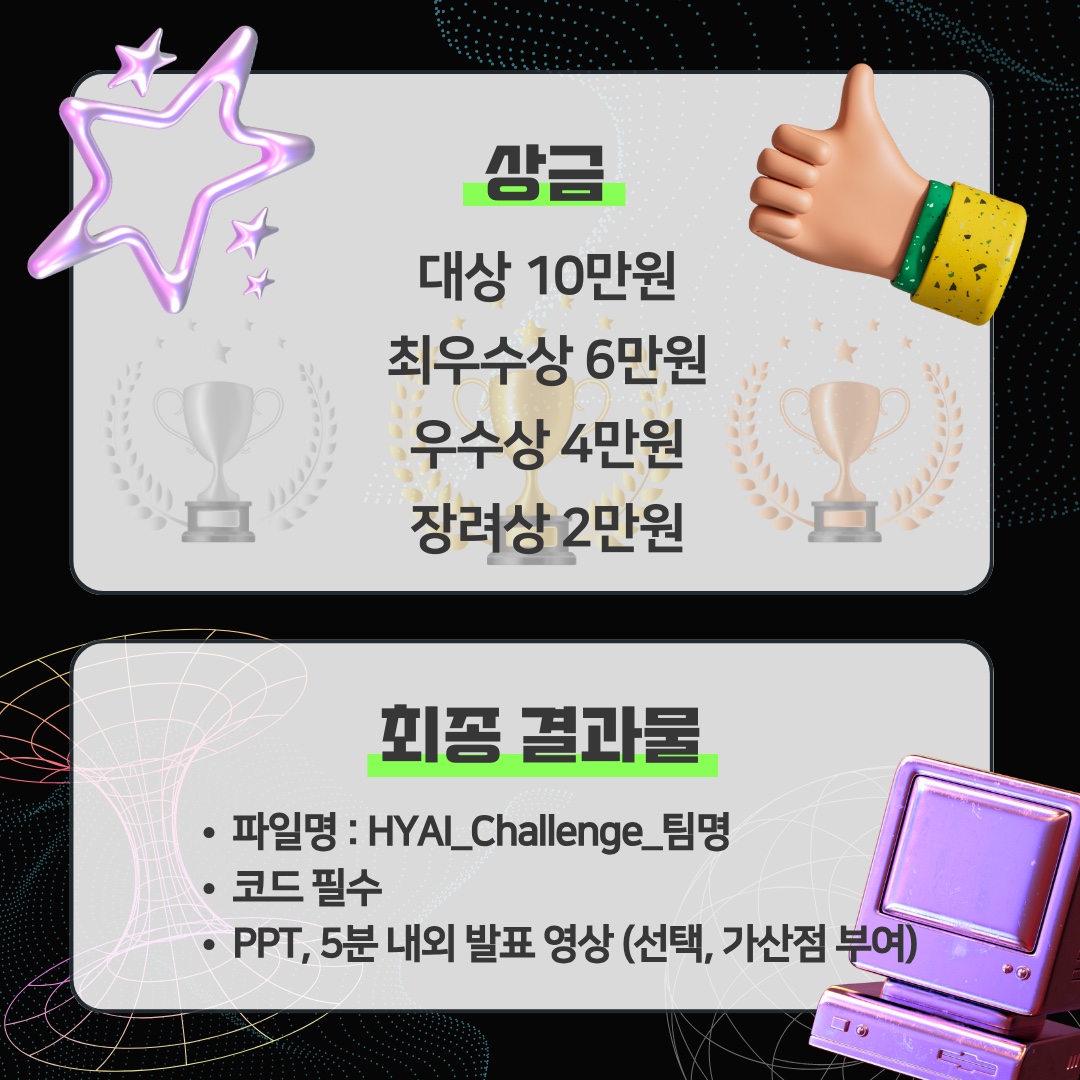 상금
대상 10만원
최우수상 6만원
우수상 4만원
장려상 2만원
최종 결과물
• 파일명 : HYAI_Challenge_팀명
• 코드 필수
• PPT, 5분 내외 발표 영상 (선택, 가산점 부여)